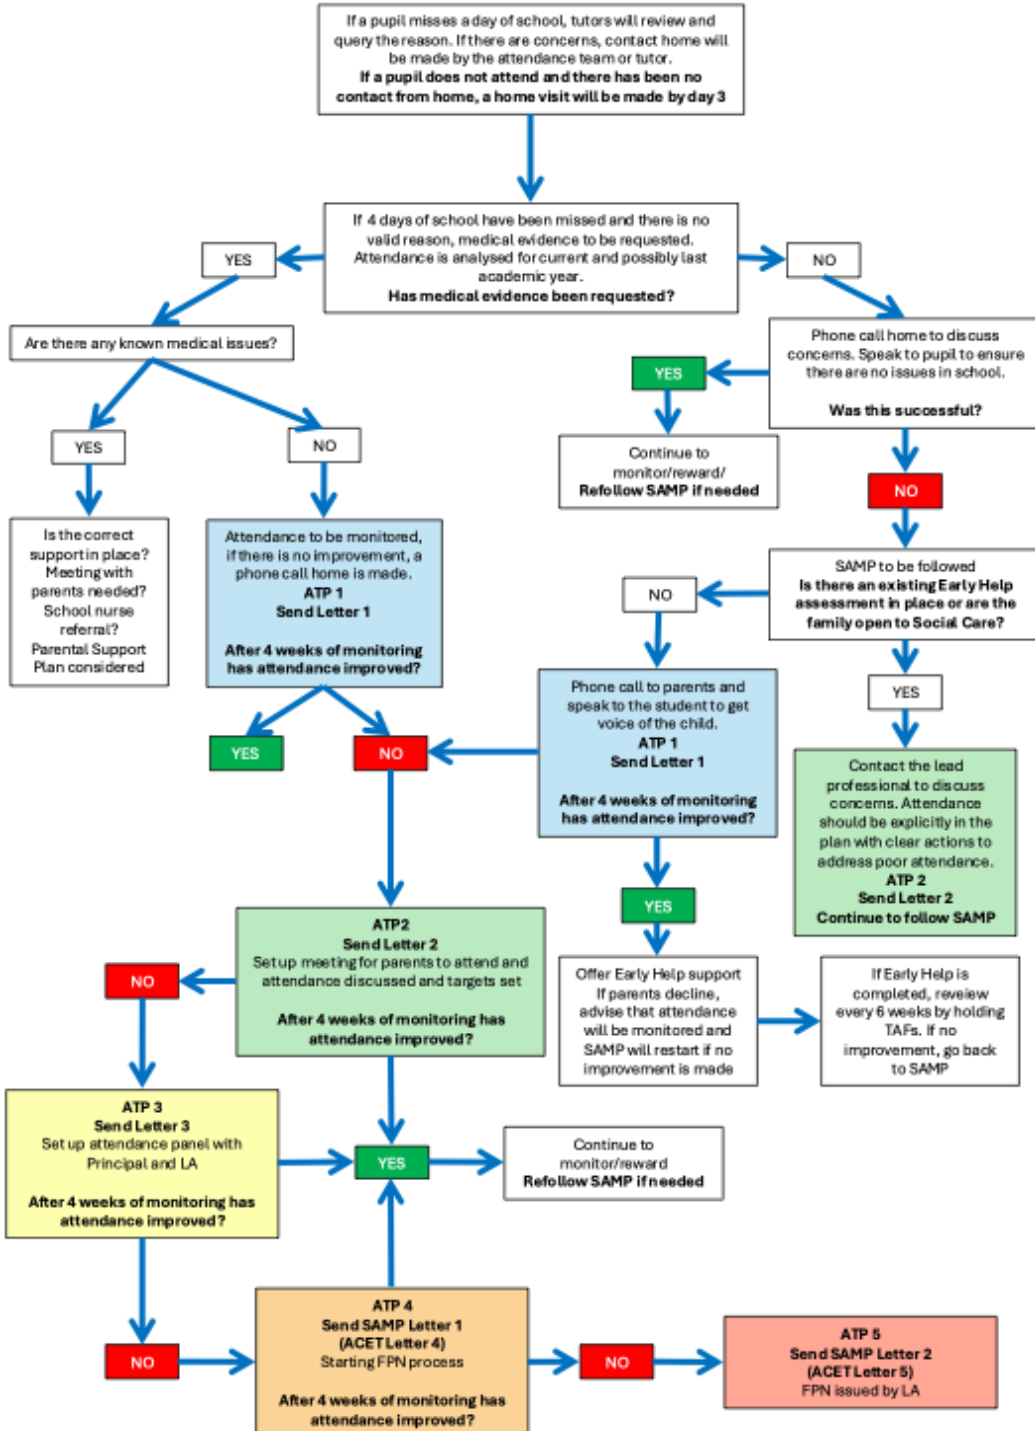 If a pupil misses a day of school, tutors will review and
query the reason. If there are concerns, contact home will
be made by the attendance team or tutor.
If a pupil does not attend and there has been no
contact from home, a home visit will be made by day 3
If 4 days of school have been missed and there is no
valid reason, medical evidence to be requested.
Attendance is analysed for current and possibly last
academic year.
Has medical evidence been requested?
YES
NO
Are there any known medical issues?
Phone call home to discuss
concerns. Speak to pupil to ensure
there are no issues in school.
Was this successful?
YES
YES
NO
Continue to
monitor/reward/
Refollow SAMP if needed
NO
Is the correct
support in place?
Meeting with
parents needed?
School nurse
referral?
Parental Support
Plan considered
Attendance to be monitored,
if there is no improvement, a
phone call home is made.
ATP 1
Send Letter 1
After 4 weeks of monitoring
has attendance improved?
SAMP to be followed
Is there an existing Early Help
assessment in place or are the
family open to Social Care?
NO
YES
Phone call to parents and
speak to the student to get
voice of the child.
ATP 1
Send Letter 1
After 4 weeks of monitoring
has attendance improved?
YES
NO
Contact the lead
professional to discuss
concerns. Attendance
should be explicitly in the
plan with clear actions to
address poor attendance.
ATP 2
Send Letter 2
Continue to follow SAMP
YES
ATP2
Send Letter 2
Set up meeting for parents to attend and
attendance discussed and targets set
After 4 weeks of monitoring has
attendance improved?
NO
Offer Early Help support
If parents decline,
advise that attendance
will be monitored and
SAMP will restart if no
improvement is made
If Early Help is
completed, reveiew
every 6 weeks by holding
TAFs. If no
improvement, go back
to SAMP
ATP 3
Send Letter 3
Set up attendance panel with
Principal and LA
After 4 weeks of monitoring has
attendance improved?
YES
Continue to
monitor/reward
Refollow SAMP if needed
NO
ATP 4
Send SAMP Letter 1
(ACET Letter 4)
Starting FPN process
After 4 weeks of monitoring has
attendance improved?
NO
ATP 5
Send SAMP Letter 2
(ACET Letter 5)
FPN issued by LA